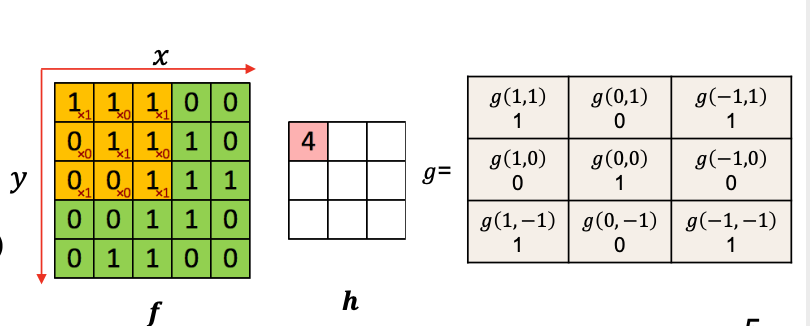 x
1×1 1×0 1×1 0 0
0×0 1×1 1×0 1 0
0×1 0×0 1×1 1 1
0 0 1 1 0
0 1 1 0 0
y
f
4
h
g=
g(1,1) g(0,1) g(−1,1)
1 0 1
g(1,0) g(0,0) g(−1,0)
0 1 0
g(1,−1) g(0,−1) g(−1,−1)
1 0 1
)